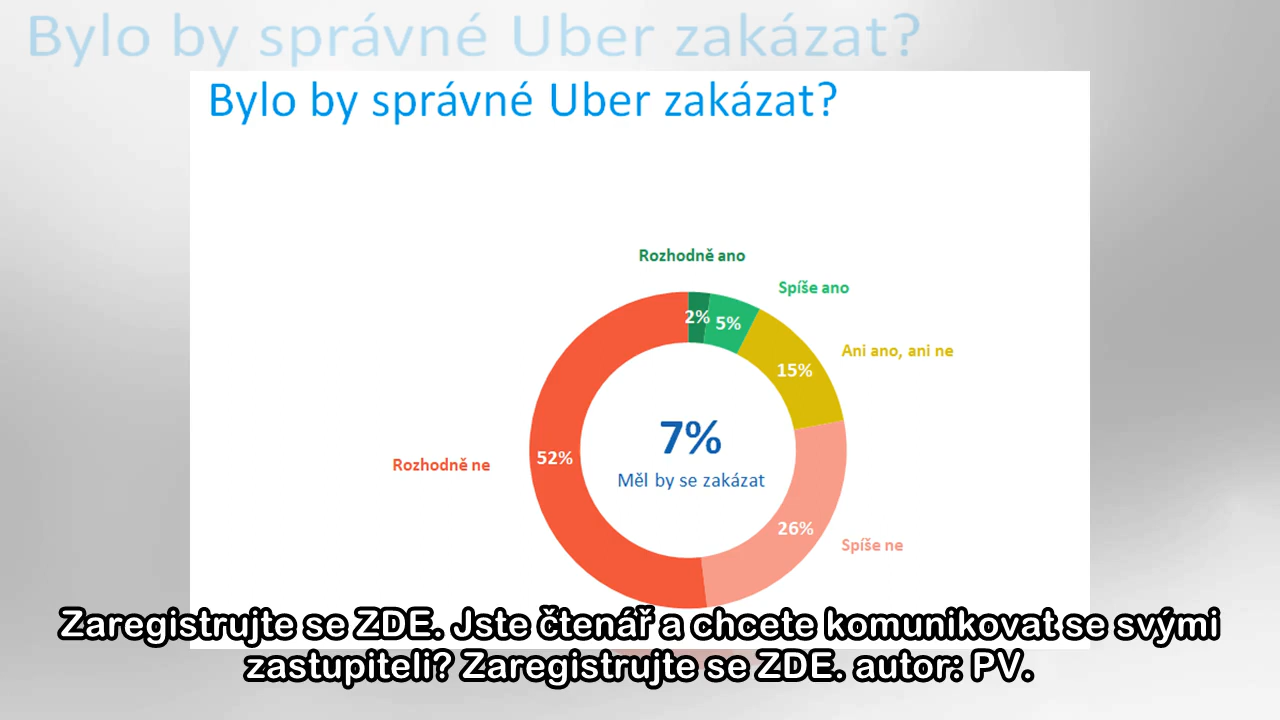 Bylo by správné Uber zakázat?
Bylo by správné Uber zakázat?
Rozhodně ano
Spíše ano
2%
5%
Ani ano, ani ne
15%
7%
Měl by se zakázat
52%
Rozhodně ne
26%
Spíše ne
Zaregistrujte se ZDE. Jste čtenář a chcete komunikovat se svými
zastupiteli? Zaregistrujte se ZDE. autor: PV.